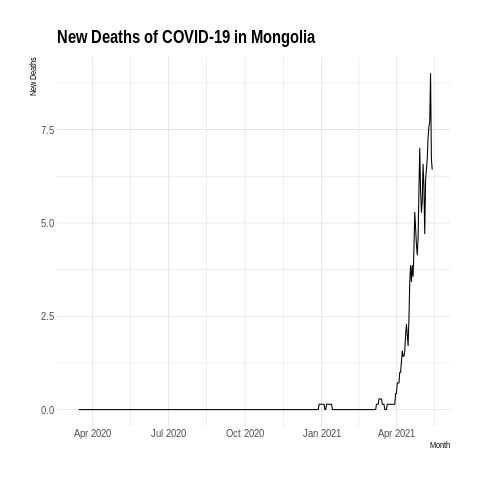 New Deaths of COVID-19 in Mongolia
New Deaths
7.5
5.0
2.5
0.0
Apr 2020 Jul 2020 Oct 2020 Jan 2021 Apr 2021
Month